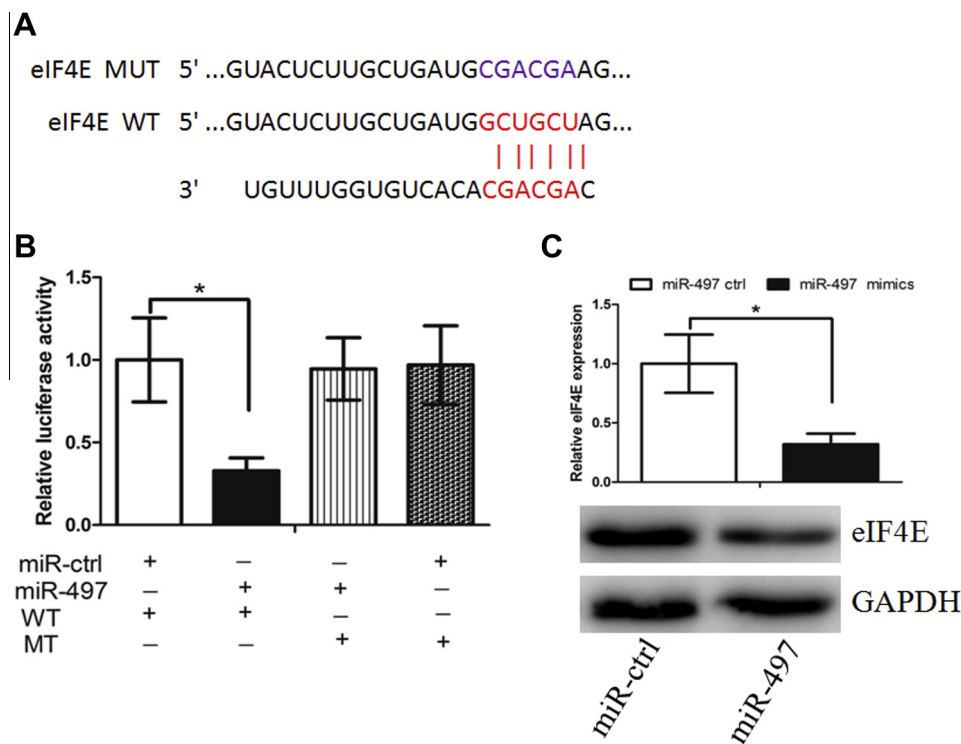 A
eIF4E MUT 5' ...GUACUCUUGCUGAUGCGACGAAG...
eIF4E WT 5' ...GUACUCUUGCUGAUGGCUGCUAG...
3' UGUUUGGUGUCACACGACGAC
B
Relative luciferase activity
1.5
1.0
0.5
0.0
*
miR-ctrl + − − +
miR-497 − + + −
WT + + − −
MT − − + +
C
miR-497 ctrl miR-497 mimics
Relative eIF4E expression
1.5
1.0
0.5
0.0
*
eIF4E
GAPDH
miR-ctrl
miR-497